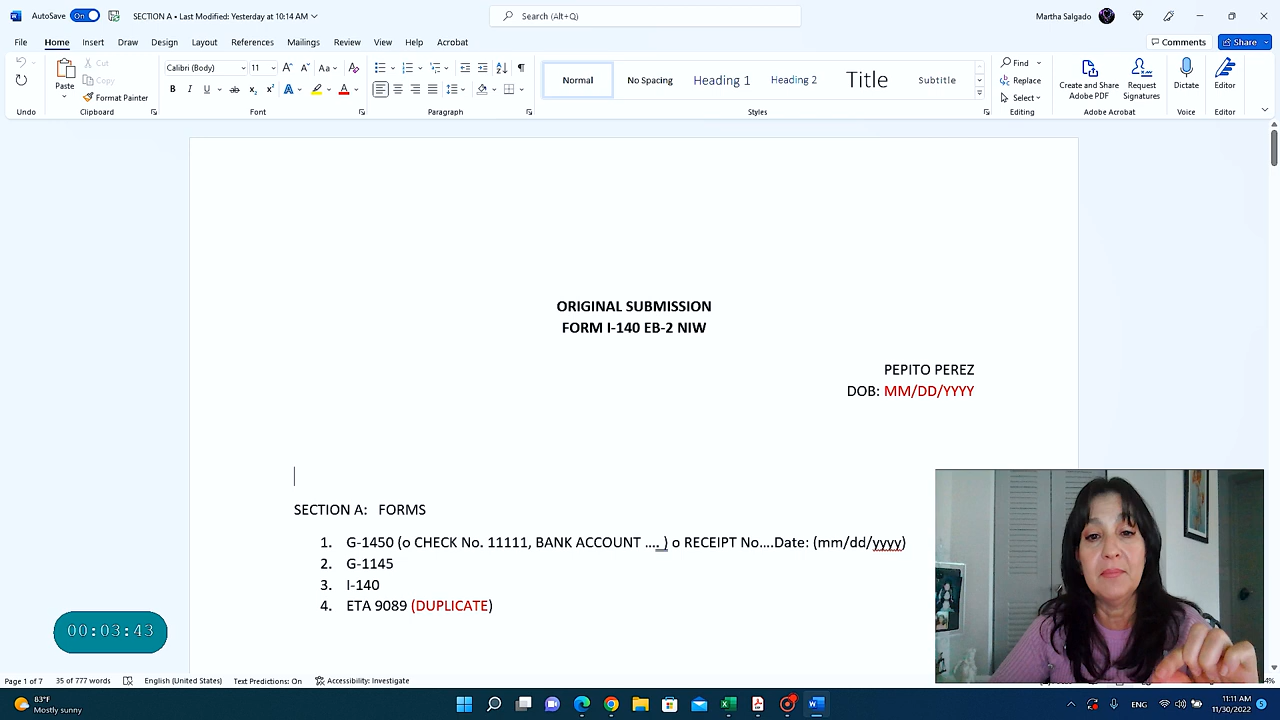 AutoSave On SECTION A • Last Modified: Yesterday at 10:14 AM Search (Alt+Q) Martha Salgado
File Home Insert Draw Design Layout References Mailings Review View Help Acrobat Comments Share
Paste Cut Copy Format Painter
Calibri (Body) 11 Aa
B I U ab x₂ x² A A
Normal No Spacing Heading 1 Heading 2 Title Subtitle
Find Replace Select
Create and Share Adobe PDF Request Signatures Dictate Editor
Undo Clipboard Font Paragraph Styles Editing Adobe Acrobat Voice Editor
ORIGINAL SUBMISSION
FORM I-140 EB-2 NIW
PEPITO PEREZ
DOB: MM/DD/YYYY
SECTION A: FORMS
1. G-1450 (o CHECK No. 11111, BANK ACCOUNT .... ) o RECEIPT No....Date: (mm/dd/yyyy)
2. G-1145
3. I-140
4. ETA 9089 (DUPLICATE)
00:03:43
Page 1 of 7 35 of 777 words English (United States) Text Predictions: On Accessibility: Investigate
83°F
Mostly sunny
ENG
11:11 AM
11/30/2022